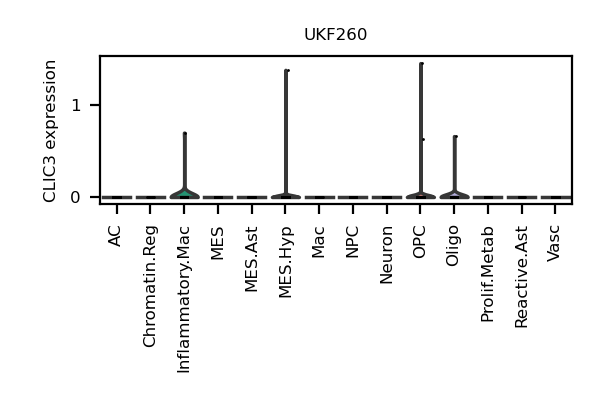 UKF260
CLIC3 expression
1
0
AC
Chromatin.Reg
Inflammatory.Mac
MES
MES.Ast
MES.Hyp
Mac
NPC
Neuron
OPC
Oligo
Prolif.Metab
Reactive.Ast
Vasc